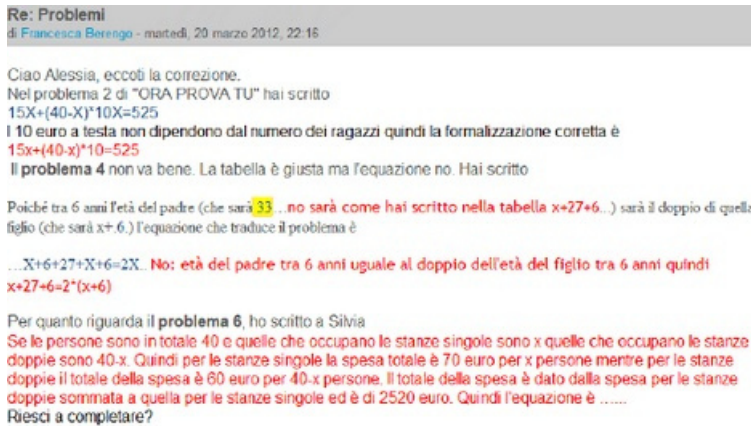 Re: Problemi
di Francesca Berengo - martedì, 20 marzo 2012, 22:16
Ciao Alessia, eccoti la correzione.
Nel problema 2 di "ORA PROVA TU" hai scritto
15X+(40-X)*10X=525
I 10 euro a testa non dipendono dal numero dei ragazzi quindi la formalizzazione corretta è
15x+(40-x)*10=525
Il problema 4 non va bene. La tabella è giusta ma l'equazione no. Hai scritto
Poiché tra 6 anni l'età del padre (che sarà 33 ...no sarà come hai scritto nella tabella x+27+6...) sarà il doppio di quella
figlio (che sarà x+.6.) l'equazione che traduce il problema è
...X+6+27+X+6=2X.. No: età del padre tra 6 anni uguale al doppio dell'età del figlio tra 6 anni quindi
x+27+6=2*(x+6)
Per quanto riguarda il problema 6, ho scritto a Silvia
Se le persone sono in totale 40 e quelle che occupano le stanze singole sono x quelle che occupano le stanze
doppie sono 40-x. Quindi per le stanze singole la spesa totale è 70 euro per x persone mentre per le stanze
doppie il totale della spesa è 60 euro per 40-x persone. Il totale della spesa è dato dalla spesa per le stanze
doppie sommata a quella per le stanze singole ed è di 2520 euro. Quindi l'equazione è ......
Riesci a completare?